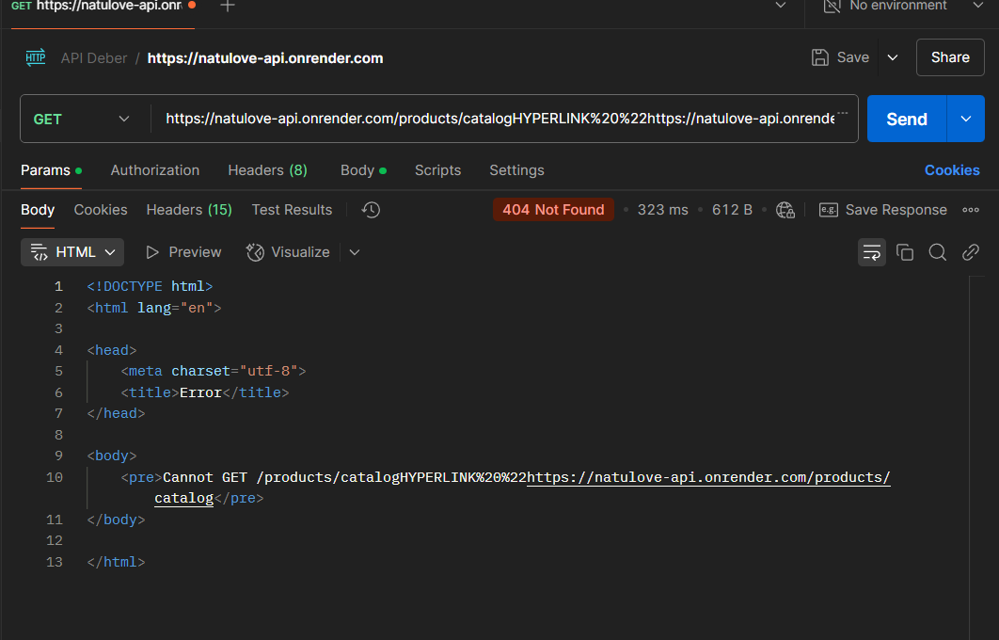 GET https://natulove-api.onr
No environment
HTTP API Deber / https://natulove-api.onrender.com Save Share
GET https://natulove-api.onrender.com/products/catalogHYPERLINK%20%22https://natulove-api.onrende... Send
Params Authorization Headers (8) Body Scripts Settings Cookies
Body Cookies Headers (15) Test Results 404 Not Found • 323 ms • 612 B e.g. Save Response
HTML Preview Visualize
1 <!DOCTYPE html>
2 <html lang="en">
3
4 <head>
5 <meta charset="utf-8">
6 <title>Error</title>
7 </head>
8
9 <body>
10 <pre>Cannot GET /products/catalogHYPERLINK%20%22https://natulove-api.onrender.com/products/
catalog</pre>
11 </body>
12
13 </html>